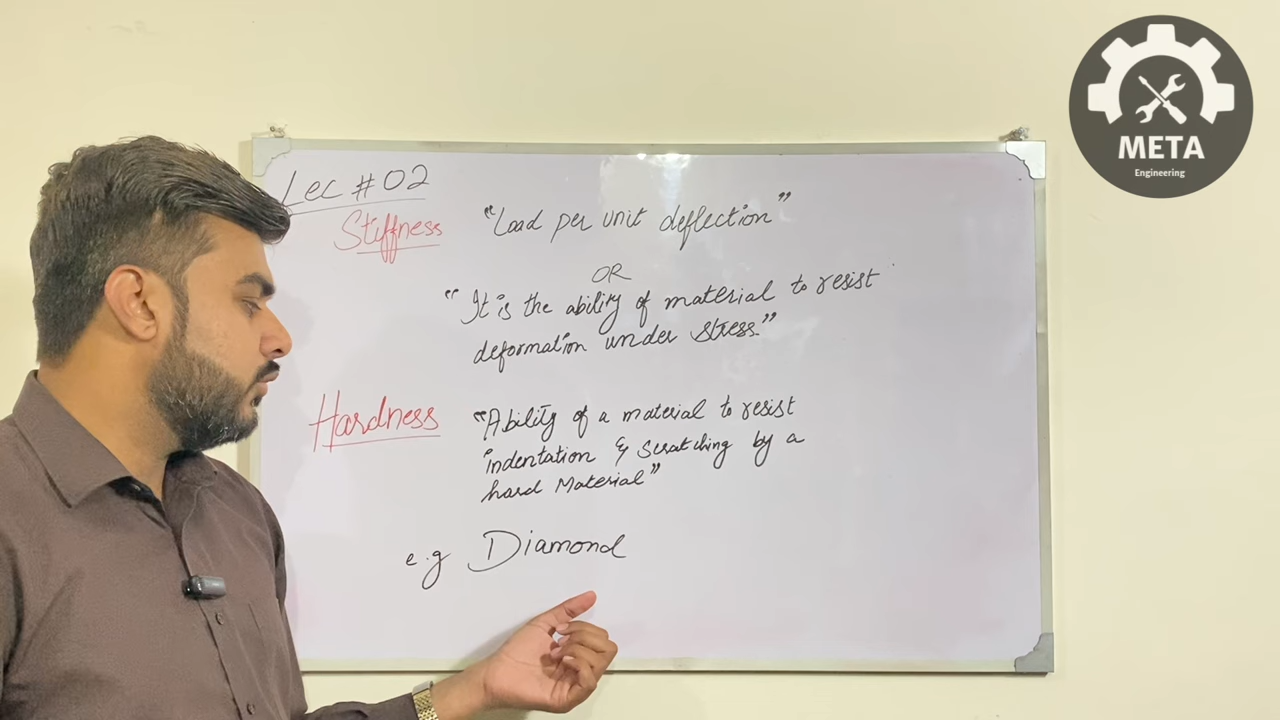 Lec # 02
Stiffness "Load per unit deflection"
OR
"It is the ability of material to resist
deformation under stress"
Hardness "Ability of a material to resist
indentation & scratching by a
hard Material"
e.g Diamond
META
Engineering